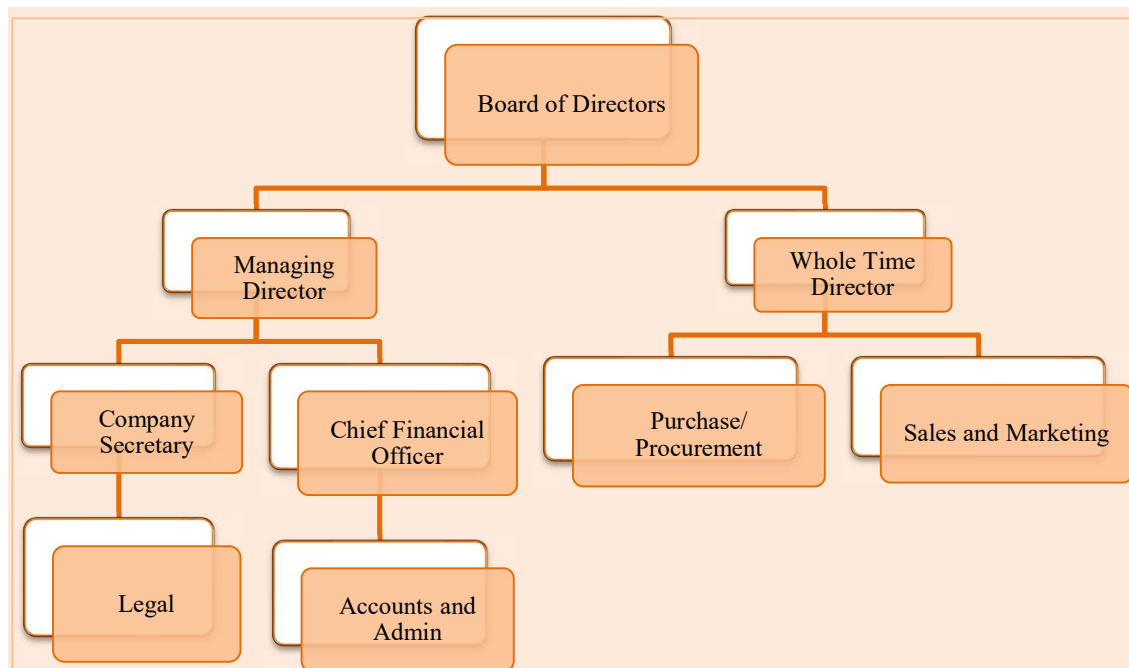 Board of Directors
Managing
Director
Whole Time
Director
Company
Secretary
Chief Financial
Officer
Purchase/
Procurement
Sales and Marketing
Legal
Accounts and
Admin